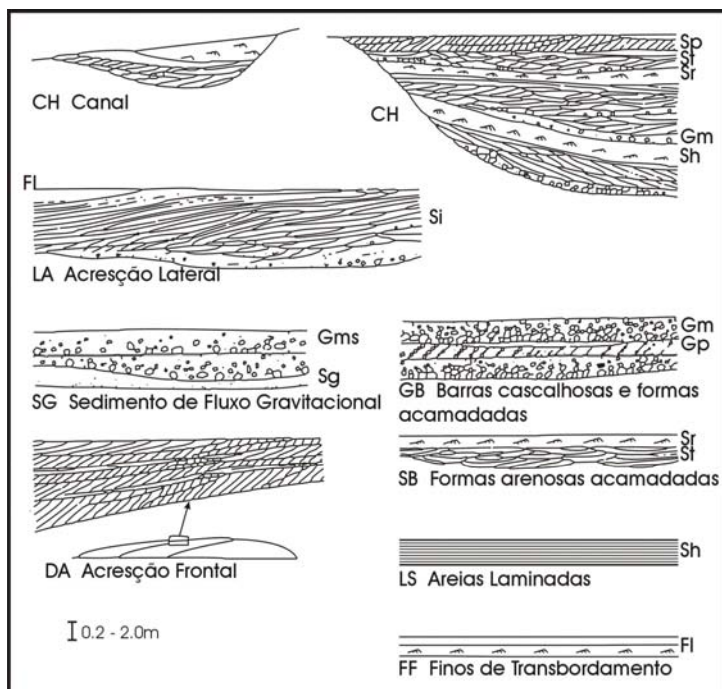 CH Canal
CH
Sp
St
Sr
Gm
Sh
Fl
Si
LA Acresção Lateral
Gms
Sg
SG Sedimento de Fluxo Gravitacional
Gm
Gp
GB Barras cascalhosas e formas
acamadadas
Sr
St
SB Formas arenosas acamadadas
DA Acresção Frontal
Sh
LS Areias Laminadas
0.2 - 2.0m
Fl
FF Finos de Transbordamento